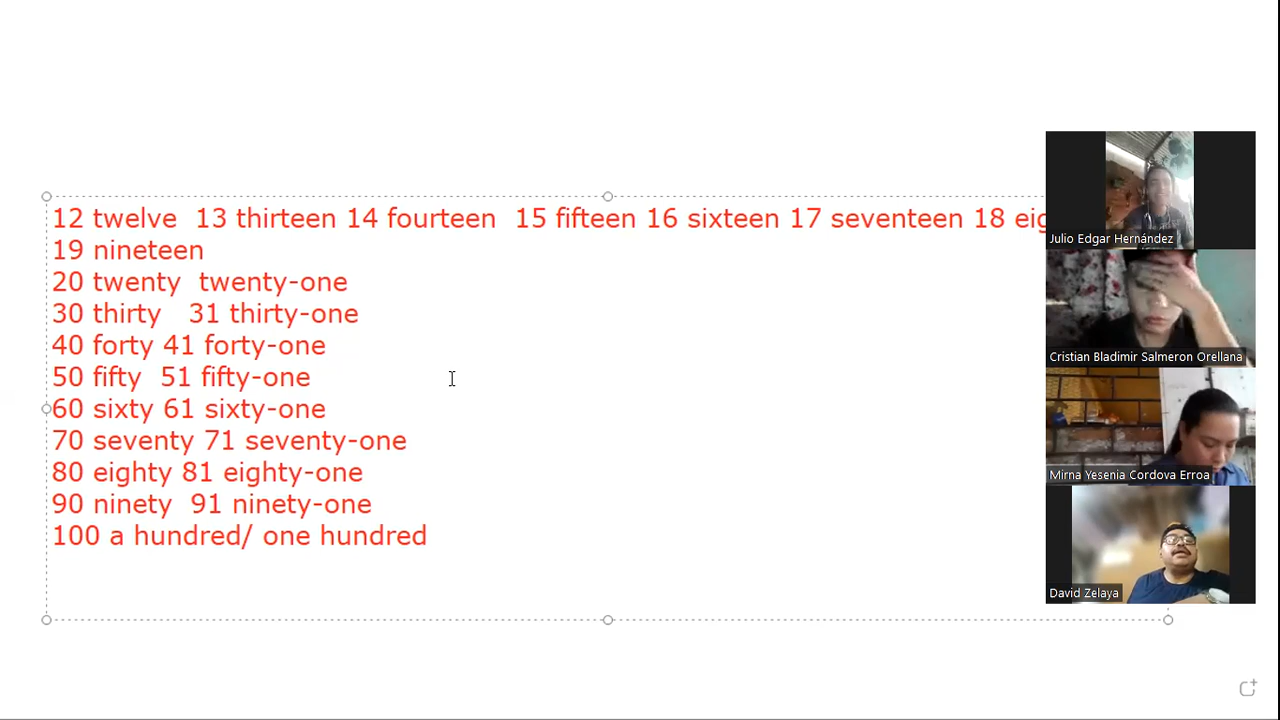 12 twelve  13 thirteen 14 fourteen  15 fifteen 16 sixteen 17 seventeen 18
19 nineteen
20 twenty  twenty-one
30 thirty   31 thirty-one
40 forty 41 forty-one
50 fifty  51 fifty-one
60 sixty 61 sixty-one
70 seventy 71 seventy-one
80 eighty 81 eighty-one
90 ninety  91 ninety-one
100 a hundred/ one hundred
Julio Edgar Hernández
Cristian Bladimir Salmeron Orellana
Mirna Yesenia Cordova Erroa
David Zelaya